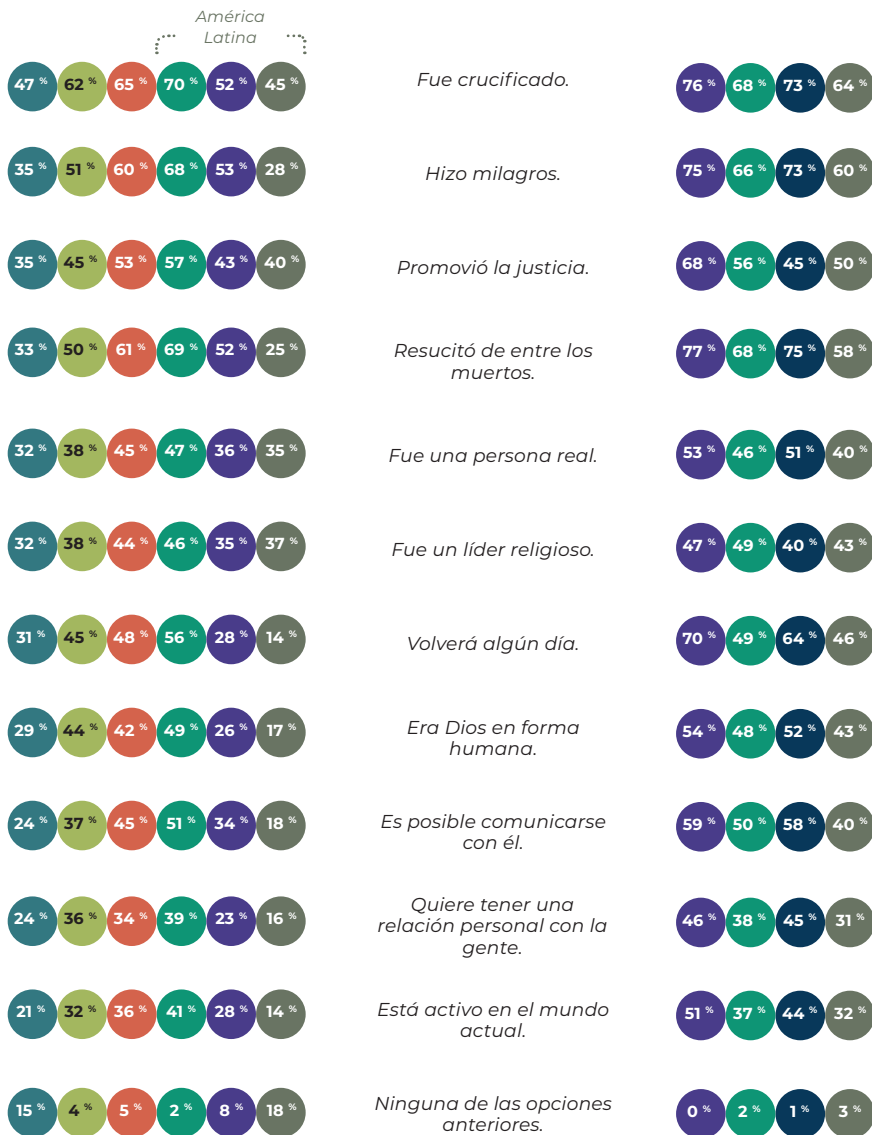 América
Latina
47 % 62 % 65 % 70 % 52 % 45 % Fue crucificado. 76 % 68 % 73 % 64 %
35 % 51 % 60 % 68 % 53 % 28 % Hizo milagros. 75 % 66 % 73 % 60 %
35 % 45 % 53 % 57 % 43 % 40 % Promovió la justicia. 68 % 56 % 45 % 50 %
33 % 50 % 61 % 69 % 52 % 25 % Resucitó de entre los 77 % 68 % 75 % 58 %
muertos.
32 % 38 % 45 % 47 % 36 % 35 % Fue una persona real. 53 % 46 % 51 % 40 %
32 % 38 % 44 % 46 % 35 % 37 % Fue un líder religioso. 47 % 49 % 40 % 43 %
31 % 45 % 48 % 56 % 28 % 14 % Volverá algún día. 70 % 49 % 64 % 46 %
29 % 44 % 42 % 49 % 26 % 17 % Era Dios en forma 54 % 48 % 52 % 43 %
humana.
24 % 37 % 45 % 51 % 34 % 18 % Es posible comunicarse 59 % 50 % 58 % 40 %
con él.
24 % 36 % 34 % 39 % 23 % 16 % Quiere tener una 46 % 38 % 45 % 31 %
relación personal con la
gente.
21 % 32 % 36 % 41 % 28 % 14 % Está activo en el mundo 51 % 37 % 44 % 32 %
actual.
15 % 4 % 5 % 2 % 8 % 18 % Ninguna de las opciones 0 % 2 % 1 % 3 %
anteriores.